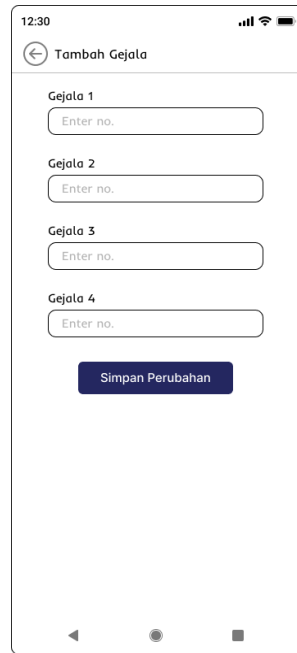 12:30
Tambah Gejala
Gejala 1
Enter no.
Gejala 2
Enter no.
Gejala 3
Enter no.
Gejala 4
Enter no.
Simpan Perubahan